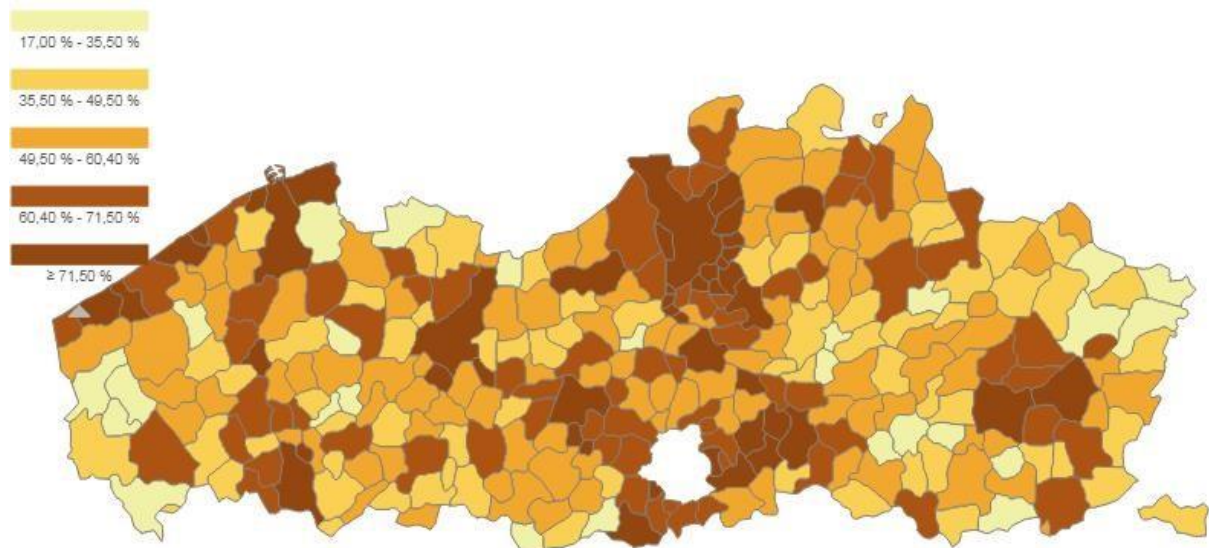 17,00 % - 35,50 %
35,50 % - 49,50 %
49,50 % - 60,40 %
60,40 % - 71,50 %
≥ 71,50 %